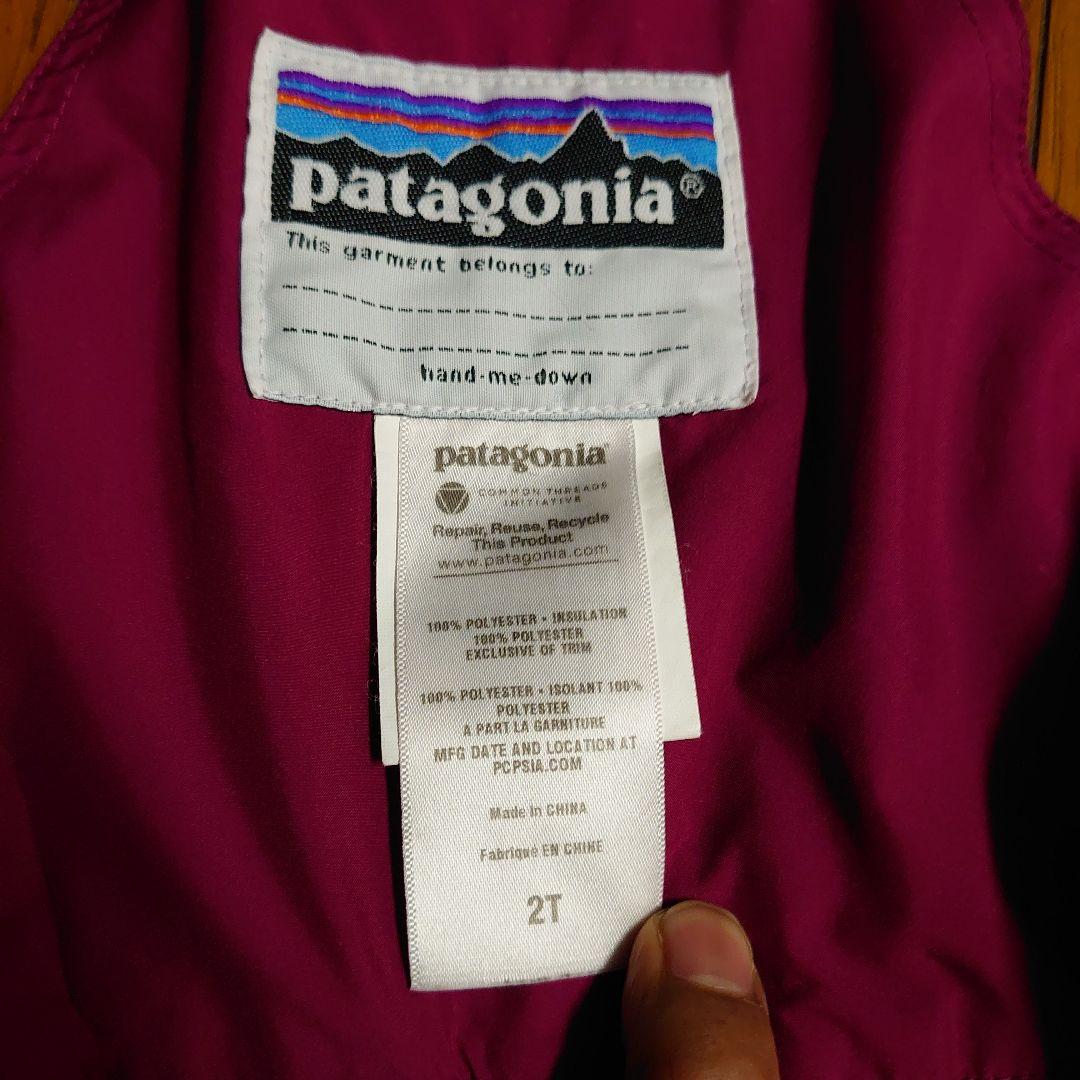 patagonia®
This garment belongs to:
hand-me-down
patagonia®
COMMON THREADS
INITIATIVE
Repair, Reuse, Recycle
This Product
www.patagonia.com
100% POLYESTER • INSULATION
100% POLYESTER
EXCLUSIVE OF TRIM
100% POLYESTER • ISOLANT 100%
POLYESTER
A PART LA GARNITURE
MFG DATE AND LOCATION AT
PCPSIA.COM
Made in CHINA
Fabriqué EN CHINE
2T